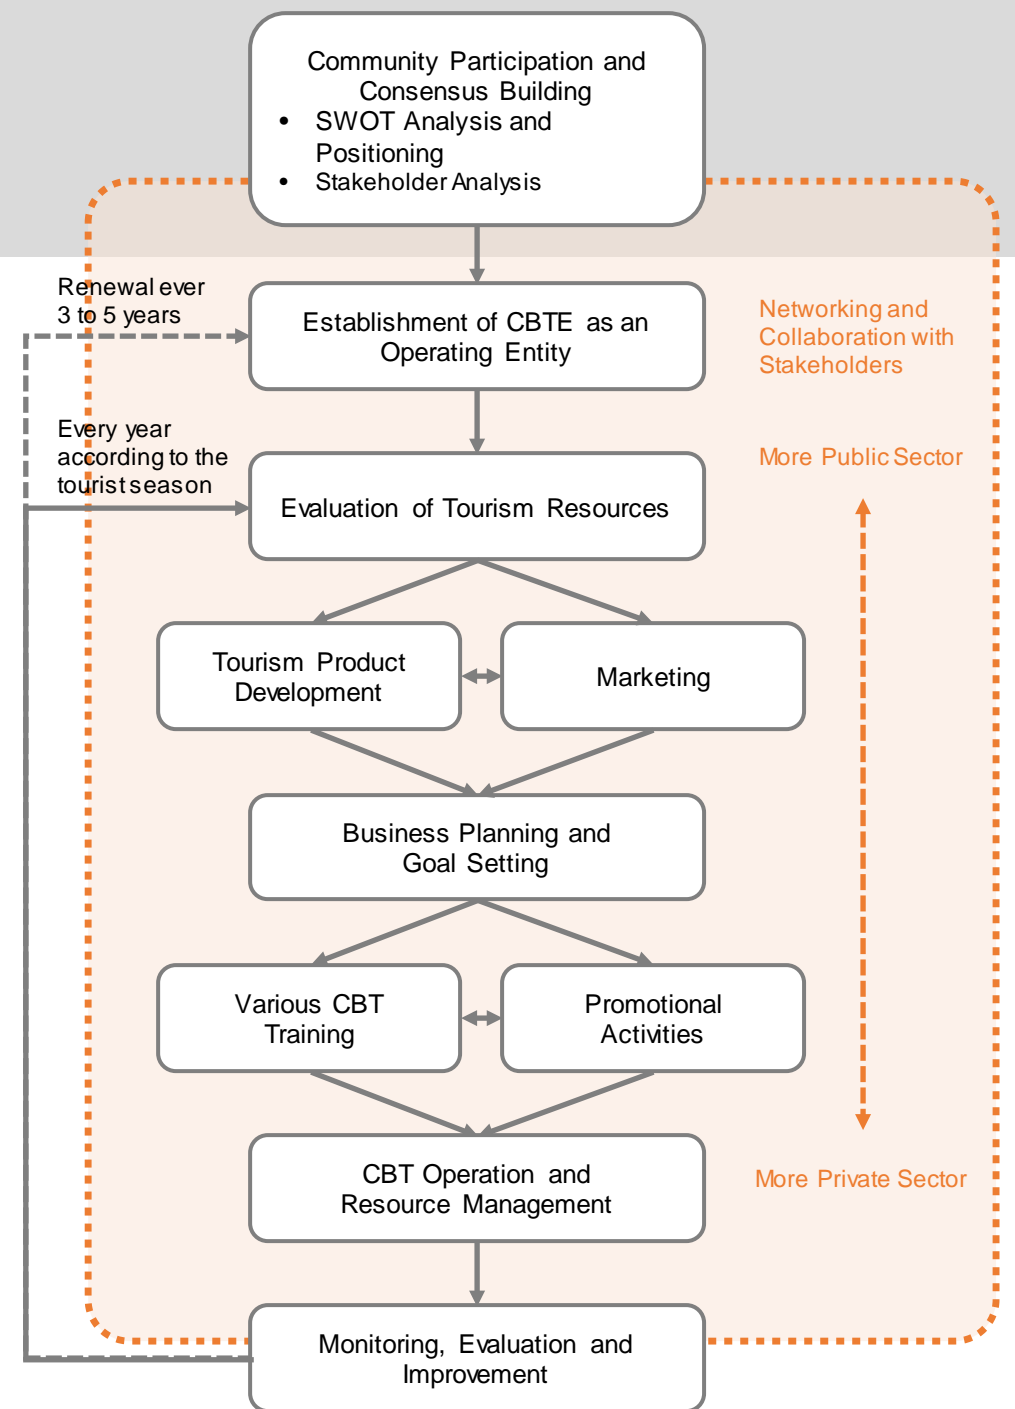 Community Participation and
Consensus Building
• SWOT Analysis and
Positioning
• Stakeholder Analysis
Renewal ever
3 to 5 years
Establishment of CBTE as an
Operating Entity
Networking and
Collaboration with
Stakeholders
Every year
according to the
tourist season
More Public Sector
Evaluation of Tourism Resources
Tourism Product
Development
Marketing
Business Planning and
Goal Setting
Various CBT
Training
Promotional
Activities
CBT Operation and
Resource Management
More Private Sector
Monitoring, Evaluation and
Improvement